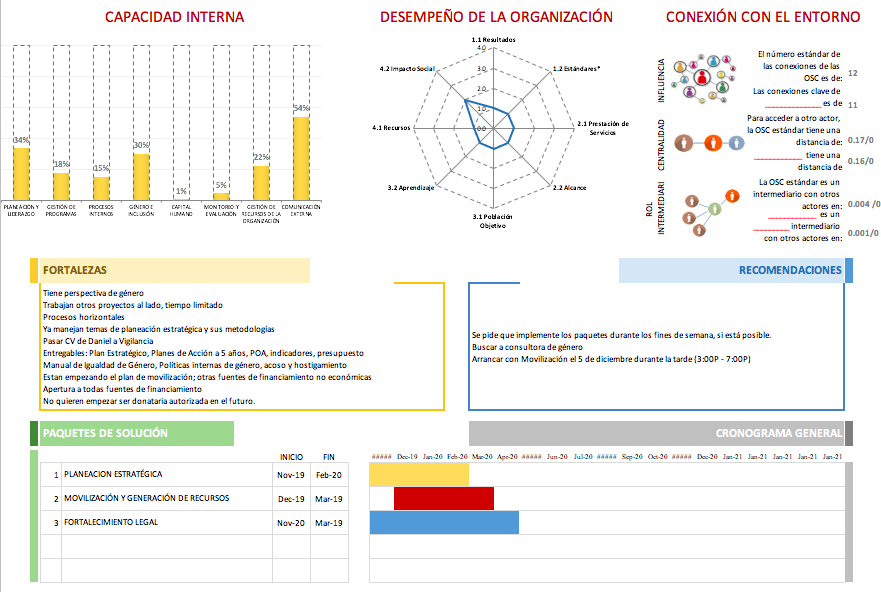 CAPACIDAD INTERNA
34%
18%
15%
30%
1%
5%
22%
54%
PLANEACIÓN Y LIDERAZGO
GESTIÓN DE PROGRAMAS
PROCESOS INTERNOS
GÉNERO E INCLUSIÓN
CAPITAL HUMANO
MONITOREO Y EVALUACIÓN
GESTIÓN DE RECURSOS DE LA ORGANIZACIÓN
COMUNICACIÓN EXTERNA
DESEMPEÑO DE LA ORGANIZACIÓN
1.1 Resultados
1.2 Estándares*
2.1 Prestación de
Servicios
2.2 Alcance
3.1 Población
Objetivo
3.2 Aprendizaje
4.1 Recursos
4.2 Impacto Social
4.0
3.0
2.0
1.0
0.0
CONEXIÓN CON EL ENTORNO
INFLUENCIA
El número estándar de
las conexiones de las
OSC es de:
12
Las conexiones clave de
____________ es de
11
CENTRALIDAD
Para acceder a otro actor,
la OSC estándar tiene una
distancia de:
0.17/0
__________ tiene una
distancia de
0.16/0
ROL
INTERMEDIARI
La OSC estándar es un
intermediario con otros
actores en:
0.004 /0
__________ es un
________ intermediario
con otros actores en:
0.001/0
FORTALEZAS
Tiene perspectiva de género
Trabajan otros proyectos al lado, tiempo limitado
Procesos horizontales
Ya manejan temas de planeación estratégica y sus metodologías
Pasar CV de Daniel a Vigilancia
Entregables: Plan Estratégico, Planes de Acción a 5 años, POA, indicadores, presupuesto
Manual de Igualdad de Género, Políticas internas de género, acoso y hostigamiento
Estan empezando el plan de movilización; otras fuentes de financiamiento no económicas
Apertura a todas fuentes de financiamiento
No quieren empezar ser donataria autorizada en el futuro.
RECOMENDACIONES
Se pide que implemente los paquetes durante los fines de semana, si está posible.
Buscar a consultora de género
Arrancar con Movilización el 5 de diciembre durante la tarde (3:00P - 7:00P)
PAQUETES DE SOLUCIÓN
CRONOGRAMA GENERAL
INICIO FIN
##### Dec-19 Jan-20 Feb-20 Mar-20 Apr-20 ##### Jun-20 Jul-20 ##### Sep-20 Oct-20 ##### Dec-20 Jan-21 Jan-21 Jan-21 Jan-21 Jan-21
1 PLANEACION ESTRATÉGICA Nov-19 Feb-20
2 MOVILIZACIÓN Y GENERACIÓN DE RECURSOS Dec-19 Mar-19
3 FORTALECIMIENTO LEGAL Nov-20 Mar-19